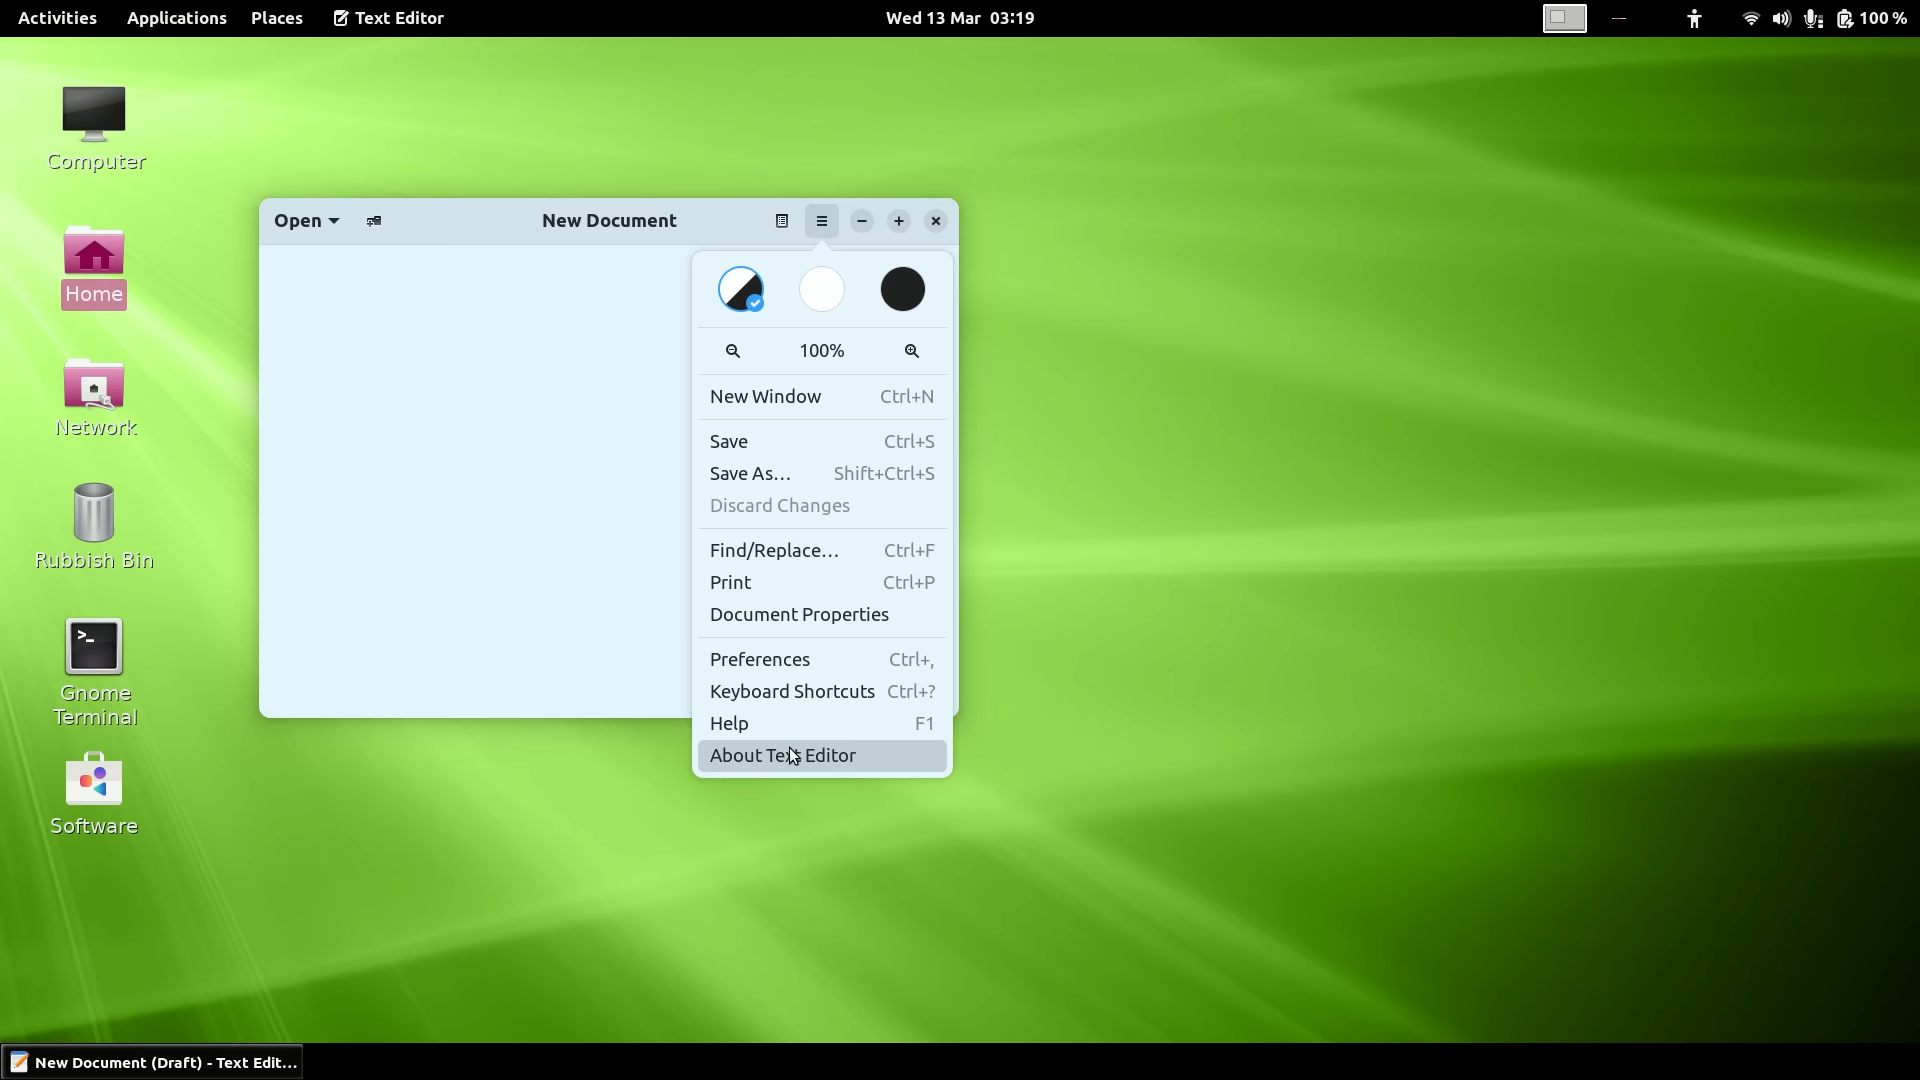 Activities Applications Places Text Editor Wed 13 Mar 03:19 100 %
Computer
Home
Network
Rubbish Bin
Gnome
Terminal
Software
Open New Document
100%
New Window Ctrl+N
Save Ctrl+S
Save As... Shift+Ctrl+S
Discard Changes
Find/Replace... Ctrl+F
Print Ctrl+P
Document Properties
Preferences Ctrl+,
Keyboard Shortcuts Ctrl+?
Help F1
About Text Editor
New Document (Draft) - Text Edit...